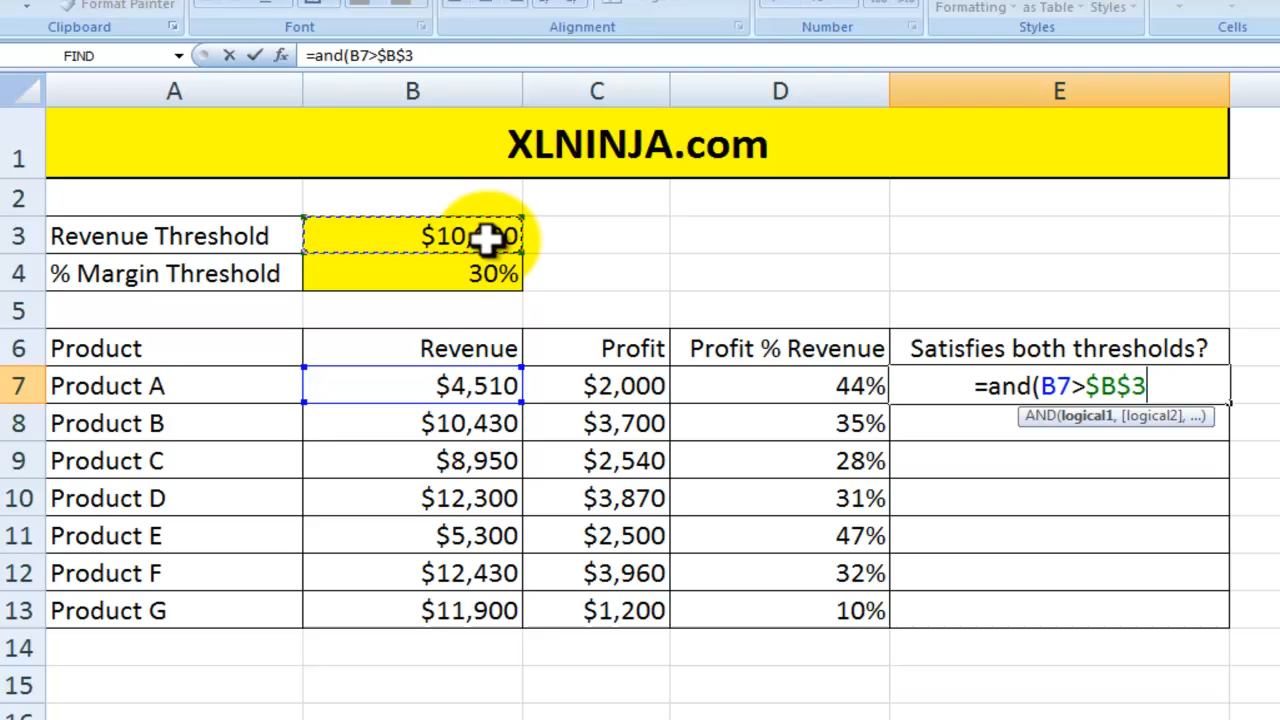 Format Painter
Formatting as Table Styles
Clipboard Font Alignment Number Styles Cells
FIND =and(B7>$B$3
A B C D E
1 XLNINJA.com
2
3 Revenue Threshold
4 % Margin Threshold 30%
5
6 Product Revenue Profit Profit % Revenue Satisfies both thresholds?
7 Product A $4,510 $2,000 44% =and(B7>$B$3
AND(logical1, [logical2], ...)
8 Product B $10,430 $3,700 35%
9 Product C $8,950 $2,540 28%
10 Product D $12,300 $3,870 31%
11 Product E $5,300 $2,500 47%
12 Product F $12,430 $3,960 32%
13 Product G $11,900 $1,200 10%
14
15